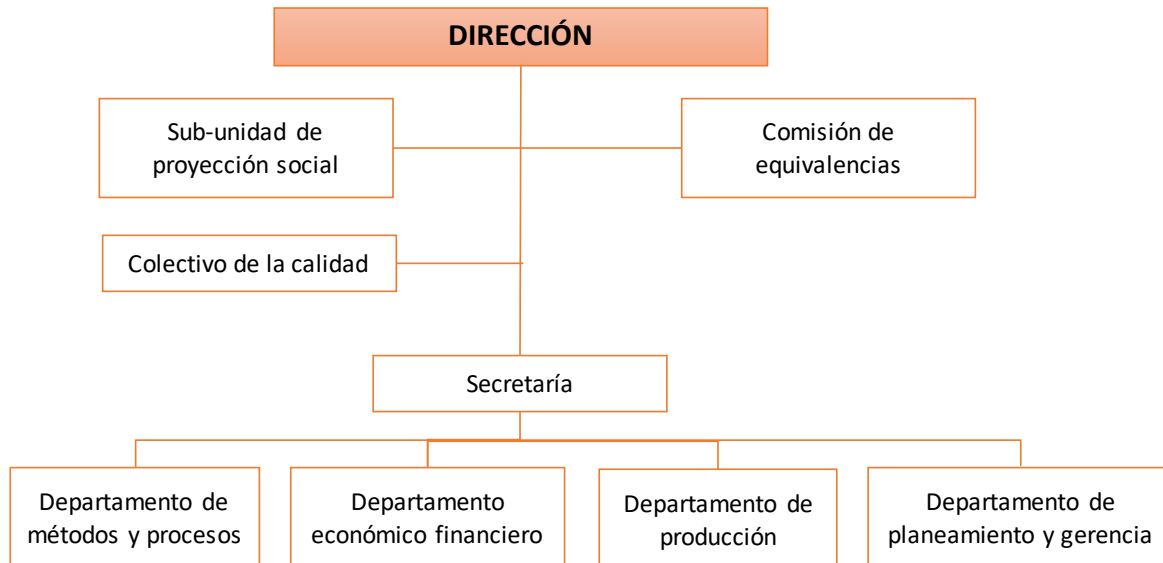 DIRECCIÓN
Sub-unidad de
proyección social
Comisión de
equivalencias
Colectivo de la calidad
Secretaría
Departamento de
métodos y procesos
Departamento
económico financiero
Departamento de
producción
Departamento de
planeamiento y gerencia